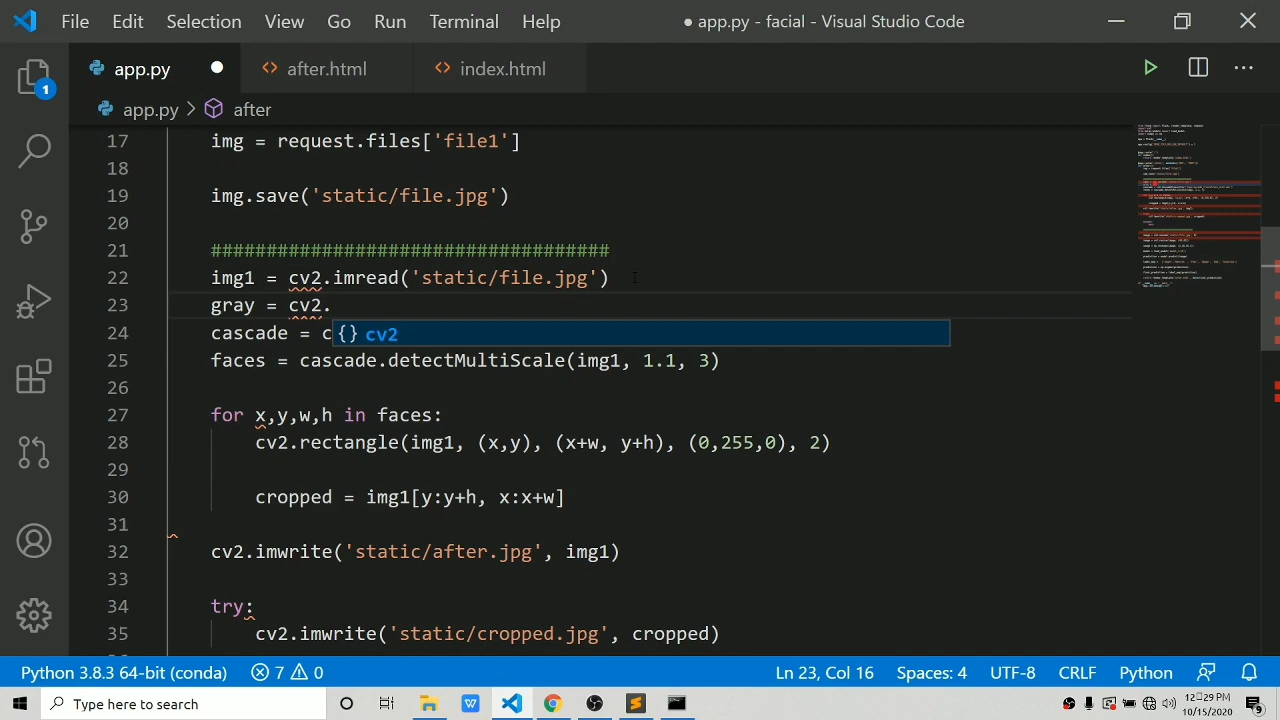 File Edit Selection View Go Run Terminal Help ● app.py - facial - Visual Studio Code
app.py after.html index.html
app.py > after
17 img = request.files['file1']
18
19 img.save('static/file.jpg')
20
21 ####################################
22 img1 = cv2.imread('static/file.jpg')
23 gray = cv2.
24 cascade = c {} cv2
25 faces = cascade.detectMultiScale(img1, 1.1, 3)
26
27 for x,y,w,h in faces:
28 cv2.rectangle(img1, (x,y), (x+w, y+h), (0,255,0), 2)
29
30 cropped = img1[y:y+h, x:x+w]
31
32 cv2.imwrite('static/after.jpg', img1)
33
34 try:
35 cv2.imwrite('static/cropped.jpg', cropped)
1
Python 3.8.3 64-bit (conda) 7 0 Ln 23, Col 16 Spaces: 4 UTF-8 CRLF Python
Type here to search
12:29 PM
10/15/2020
9